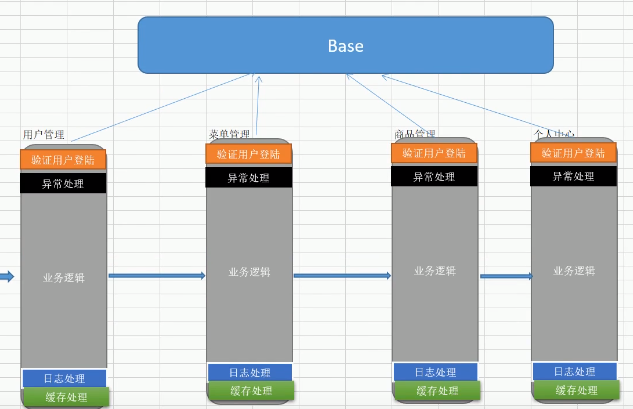 Base
用户管理
菜单管理
商品管理
个人中心
验证用户登陆
验证用户登陆
验证用户登陆
验证用户登陆
异常处理
异常处理
异常处理
异常处理
业务逻辑
业务逻辑
业务逻辑
业务逻辑
日志处理
日志处理
日志处理
日志处理
缓存处理
缓存处理
缓存处理
缓存处理